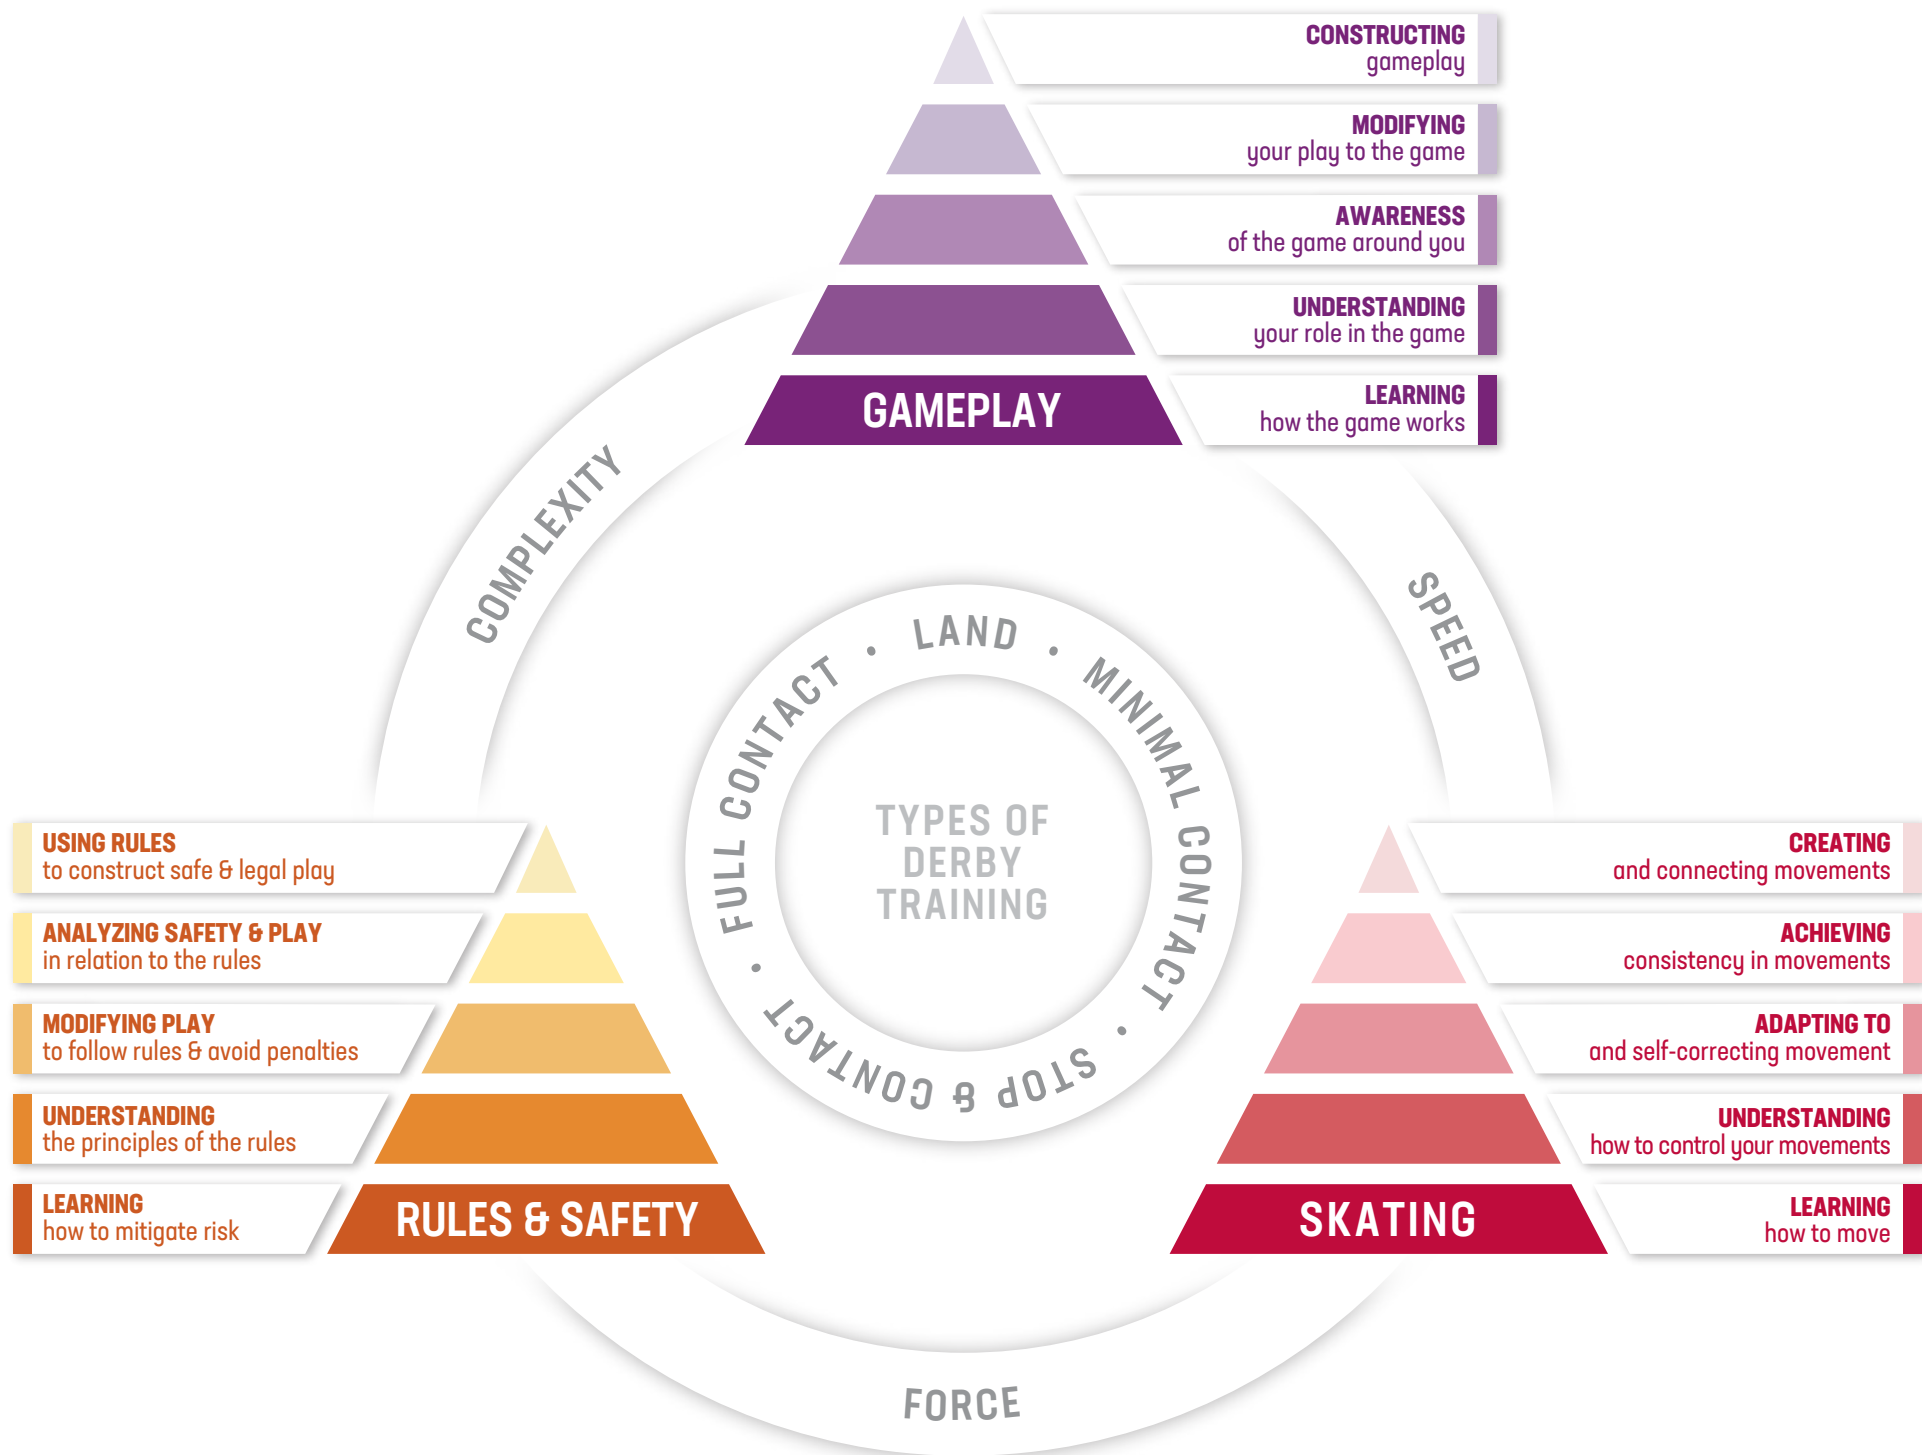 CONSTRUCTING
gameplay
MODIFYING
your play to the game
AWARENESS
of the game around you
UNDERSTANDING
your role in the game
LEARNING
how the game works
GAMEPLAY
COMPLEXITY
SPEED
FORCE
LAND • MINIMAL CONTACT • STOP & CONTACT • FULL CONTACT •
TYPES OF
DERBY
TRAINING
USING RULES
to construct safe & legal play
ANALYZING SAFETY & PLAY
in relation to the rules
MODIFYING PLAY
to follow rules & avoid penalties
UNDERSTANDING
the principles of the rules
LEARNING
how to mitigate risk
RULES & SAFETY
CREATING
and connecting movements
ACHIEVING
consistency in movements
ADAPTING TO
and self-correcting movement
UNDERSTANDING
how to control your movements
LEARNING
how to move
SKATING